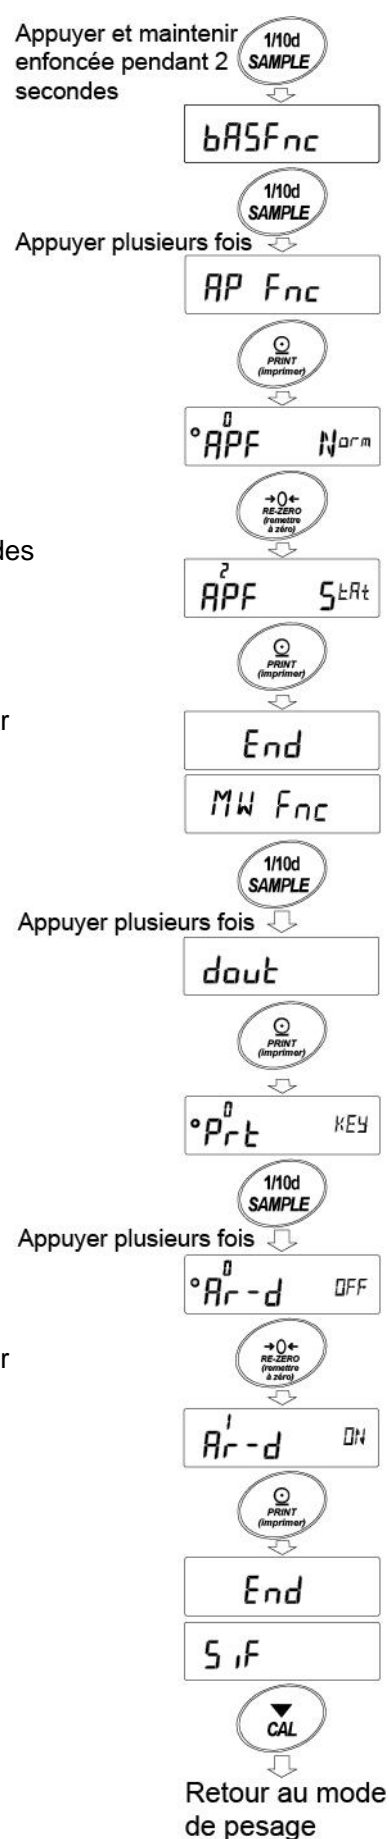 Appuyer et maintenir
enfoncée pendant 2
secondes
1/10d
SAMPLE
bASFnc
1/10d
SAMPLE
Appuyer plusieurs fois
AP Fnc
PRINT
(imprimer)
0
°APF Norm
→0←
RE-ZERO
(remettre
à zéro)
des
2
APF StAt
PRINT
(imprimer)
r
End
MW Fnc
1/10d
SAMPLE
Appuyer plusieurs fois
dout
PRINT
(imprimer)
0
°Prt KEY
1/10d
SAMPLE
Appuyer plusieurs fois
0
°Ar-d OFF
→0←
RE-ZERO
(remettre
à zéro)
r
1
Ar-d ON
PRINT
(imprimer)
End
SiF
CAL
Retour au mode
de pesage